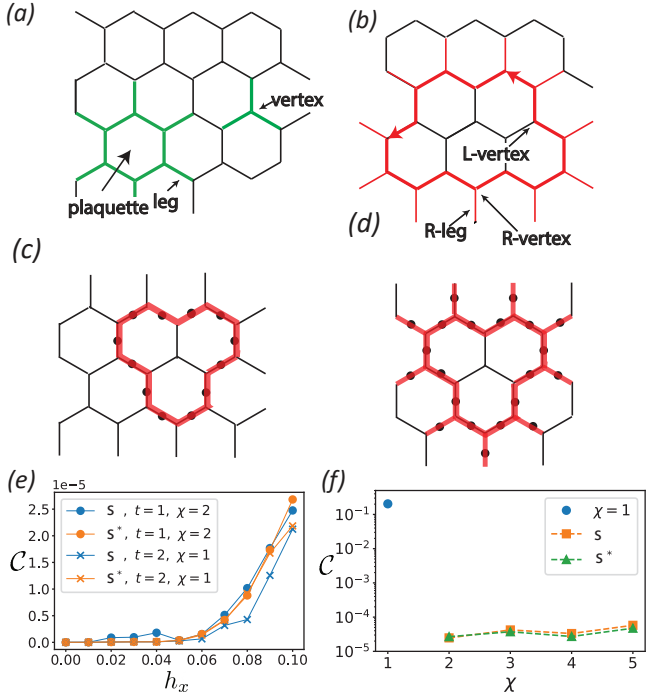 (a)
vertex
plaquette
leg
(b)
L-vertex
R-leg
R-vertex
(c)
(d)
(e)
1e-5
2.5
2.0
1.5
1.0
0.5
0.0
C
s , t=1, χ=2
s*, t=1, χ=2
s , t=2, χ=1
s*, t=2, χ=1
0.00 0.02 0.04 0.06 0.08 0.10
h_x
(f)
10⁻¹
10⁻²
10⁻³
10⁻⁴
10⁻⁵
C
χ=1
s
s*
1 2 3 4 5
χ